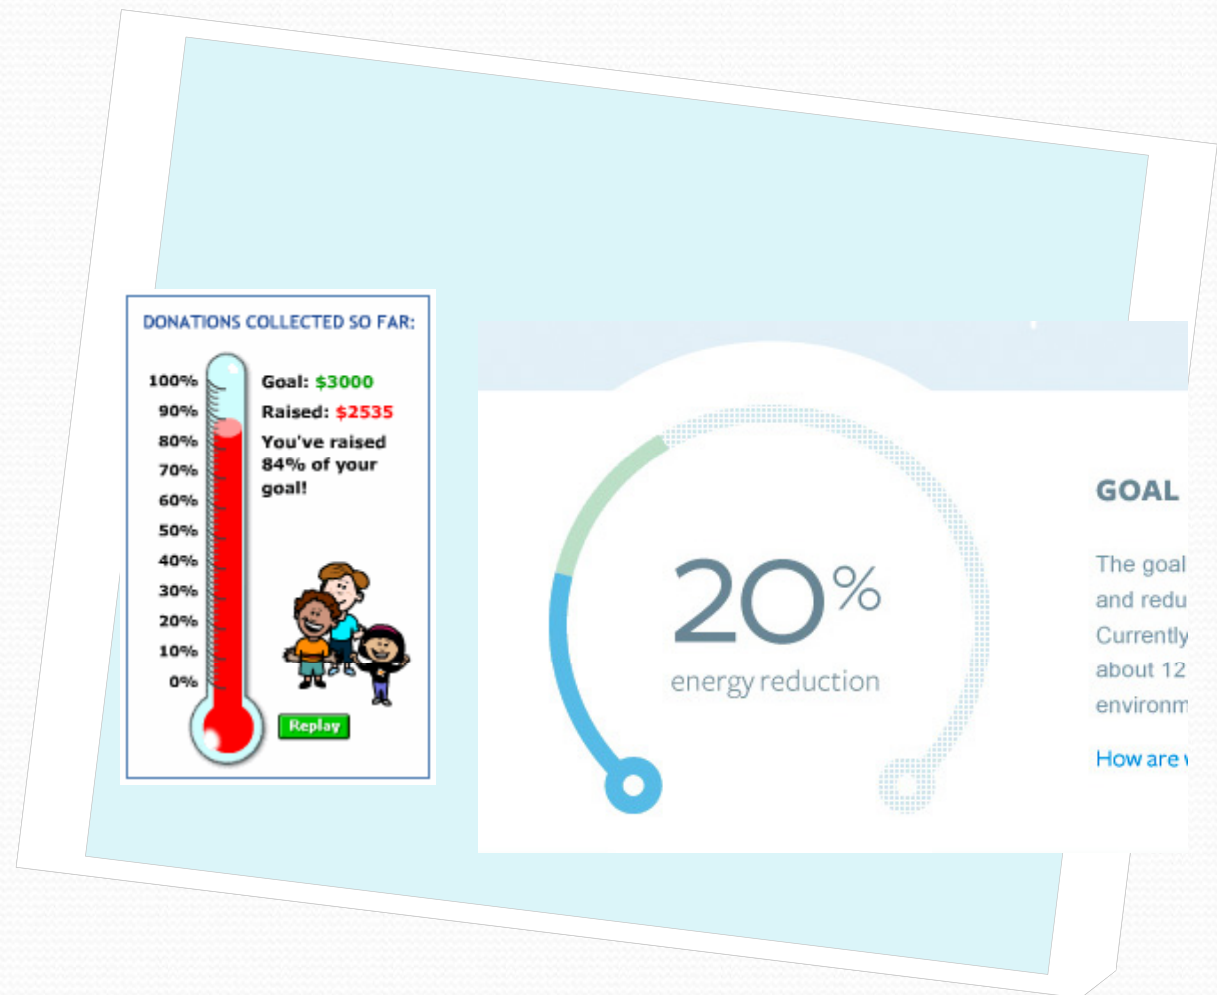 DONATIONS COLLECTED SO FAR:
100%
90%
80%
70%
60%
50%
40%
30%
20%
10%
0%
Goal: $3000
Raised: $2535
You've raised
84% of your
goal!
Replay
20%
energy reduction
GOAL
The goal
and redu
Currently
about 12
environm
How are